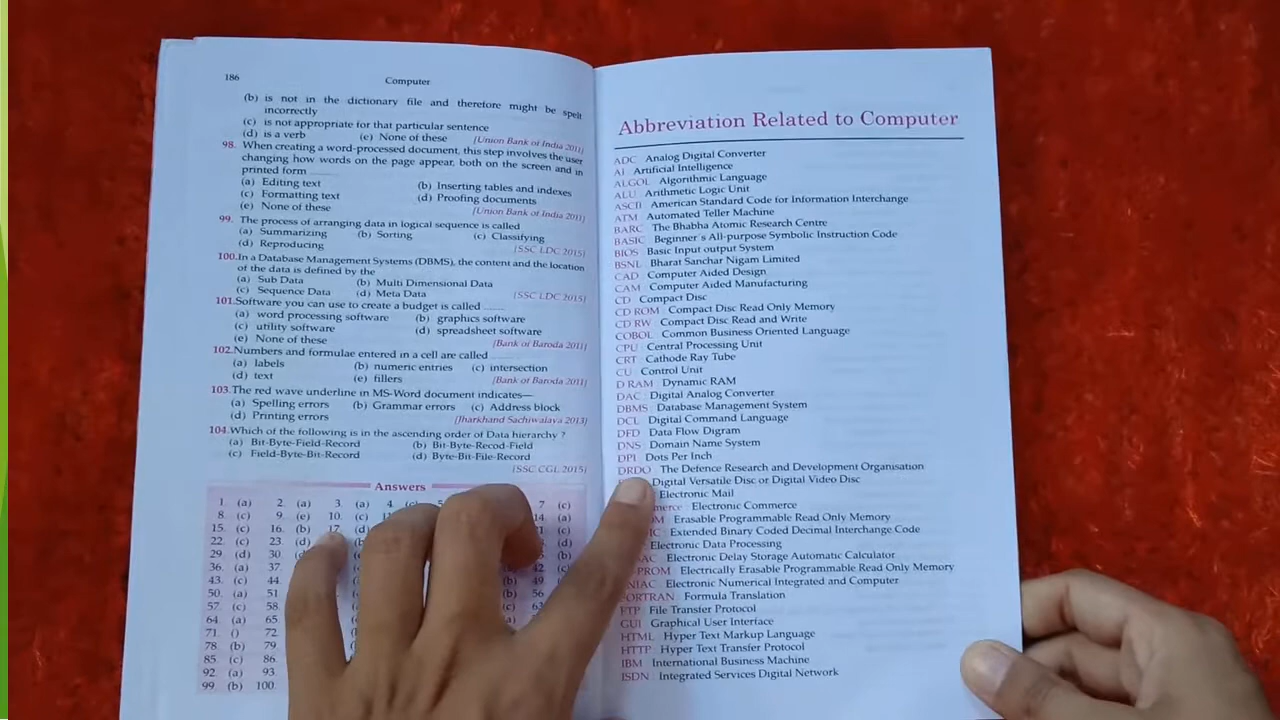 186
Computer
(b) is not in the dictionary file and therefore might be spelt
incorrectly
(c) is not appropriate for that particular sentence
(d) is a verb (e) None of these [Union Bank of India 2011]
98. When creating a word-processed document, this step involves the user
changing how words on the page appear, both on the screen and in
printed form
(a) Editing text (b) Inserting tables and indexes
(c) Formatting text (d) Proofing documents
(e) None of these [Union Bank of India 2011]
99. The process of arranging data in logical sequence is called
(a) Summarizing (b) Sorting (c) Classifying
(d) Reproducing [SSC LDC 2015]
100. In a Database Management Systems (DBMS), the content and the location
of the data is defined by the
(a) Sub Data (b) Multi Dimensional Data
(c) Sequence Data (d) Meta Data [SSC LDC 2015]
101. Software you can use to create a budget is called
(a) word processing software (b) graphics software
(c) utility software (d) spreadsheet software
(e) None of these [Bank of Baroda 2011]
102. Numbers and formulae entered in a cell are called
(a) labels (b) numeric entries (c) intersection
(d) text (e) fillers [Bank of Baroda 2011]
103. The red wave underline in MS-Word document indicates—
(a) Spelling errors (b) Grammar errors (c) Address block
(d) Printing errors [Jharkhand Sachiwalaya 2013]
104. Which of the following is in the ascending order of Data hierarchy ?
(a) Bit-Byte-Field-Record (b) Bit-Byte-Recod-Field
(c) Field-Byte-Bit-Record (d) Byte-Bit-File-Record
[SSC CGL 2015]
Answers
1. (a) 2. (a) 3. (a) 4. 7 (c)
8. (c) 9. (e) 10. (c) 14 (a)
15. (c) 16. (b) 17. (d) (c)
22. (c) 23. (d) (d)
29. (d) 30. (b)
36. (a) 37. 42 (c)
43. (c) 44. (b) 49
50. (a) 51 (b) 56
57. (c) 58. (c) 63
64. (a) 65 (a)
71. () 72
78. (b) 79
85. (c) 86.
92. (a) 93
99. (b) 100.
Abbreviation Related to Computer
ADC Analog Digital Converter
AI Artificial Intelligence
ALGOL Algorithmic Language
ALU Arithmetic Logic Unit
ASCII American Standard Code for Information Interchange
ATM Automated Teller Machine
BARC The Bhabha Atomic Research Centre
BASIC Beginner's All-purpose Symbolic Instruction Code
BIOS Basic Input output System
BSNL Bharat Sanchar Nigam Limited
CAD Computer Aided Design
CAM Computer Aided Manufacturing
CD Compact Disc
CD ROM Compact Disc Read Only Memory
CD RW Compact Disc Read and Write
COBOL Common Business Oriented Language
CPU Central Processing Unit
CRT Cathode Ray Tube
CU Control Unit
D RAM Dynamic RAM
DAC Digital Analog Converter
DBMS Database Management System
DCL Digital Command Language
DFD Data Flow Digram
DNS Domain Name System
DPI Dots Per Inch
DRDO The Defence Research and Development Organisation
Digital Versatile Disc or Digital Video Disc
Electronic Mail
merce Electronic Commerce
OM Erasable Programmable Read Only Memory
IC Extended Binary Coded Decimal Interchange Code
Electronic Data Processing
AC Electronic Delay Storage Automatic Calculator
PROM Electrically Erasable Programmable Read Only Memory
NIAC Electronic Numerical Integrated and Computer
FORTRAN Formula Translation
FTP File Transfer Protocol
GUI Graphical User Interface
HTML Hyper Text Markup Language
HTTP Hyper Text Transfer Protocol
IBM International Business Machine
ISDN Integrated Services Digital Network